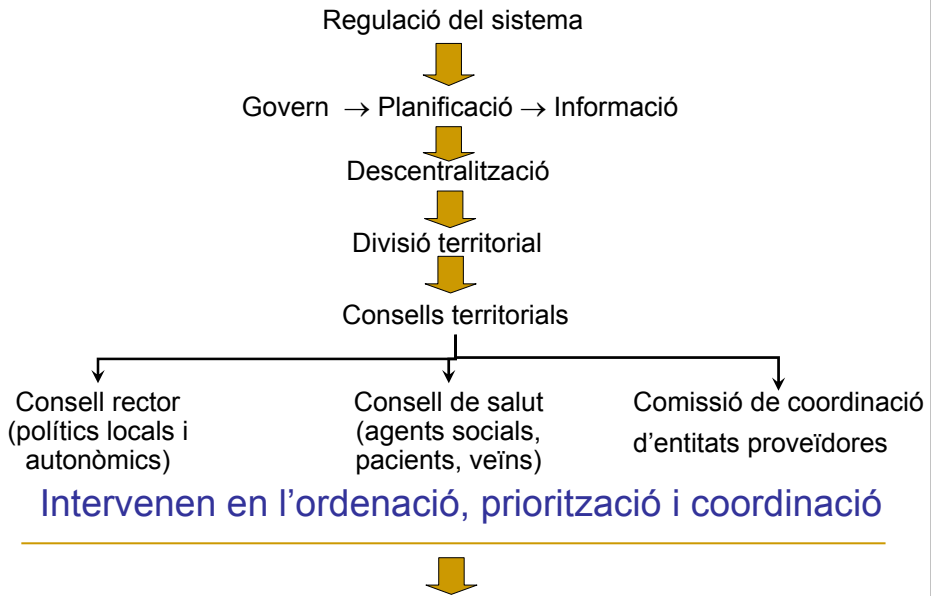 Regulació del sistema
Govern → Planificació → Informació
Descentralització
Divisió territorial
Consells territorials
Consell rector
(polítics locals i
autonòmics)
Consell de salut
(agents socials,
pacients, veïns)
Comissió de coordinació
d'entitats proveïdores
Intervenen en l'ordenació, priorització i coordinació